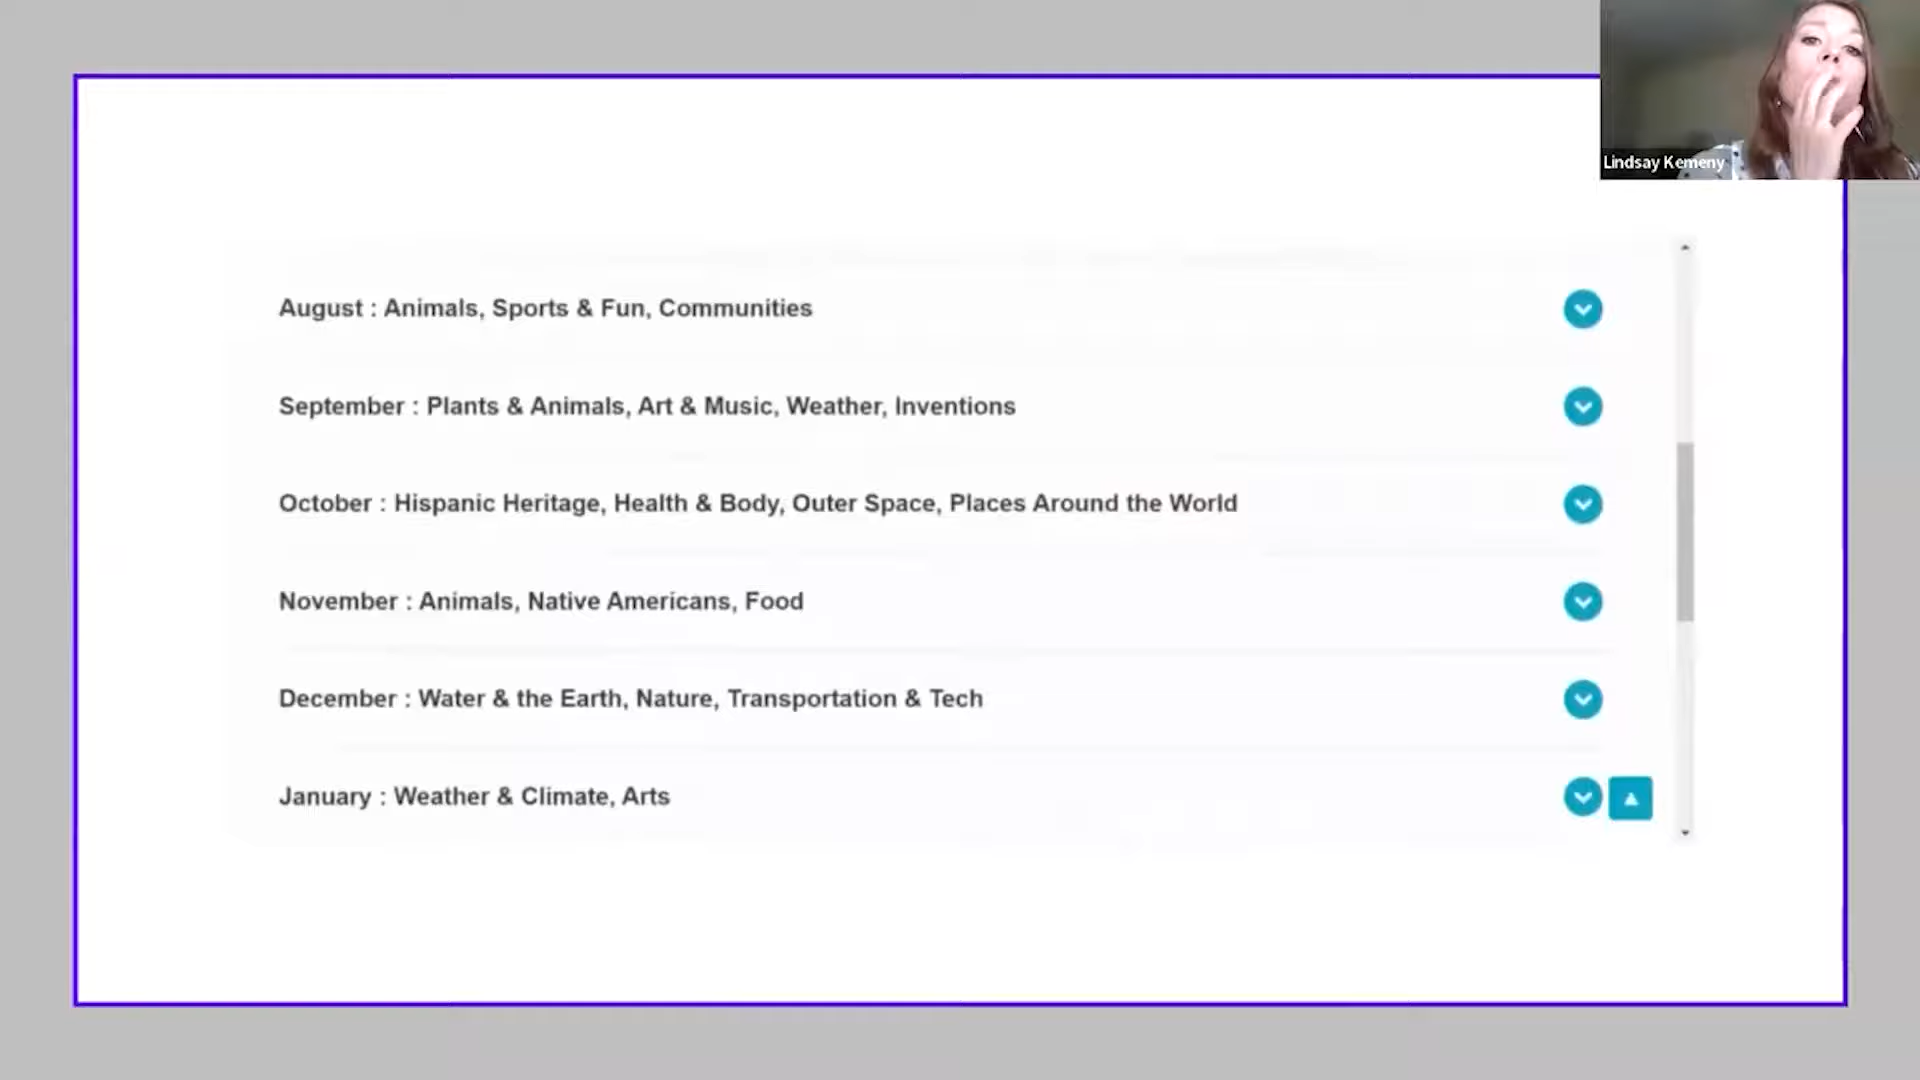 Lindsay Kemeny
August : Animals, Sports & Fun, Communities
September : Plants & Animals, Art & Music, Weather, Inventions
October : Hispanic Heritage, Health & Body, Outer Space, Places Around the World
November : Animals, Native Americans, Food
December : Water & the Earth, Nature, Transportation & Tech
January : Weather & Climate, Arts